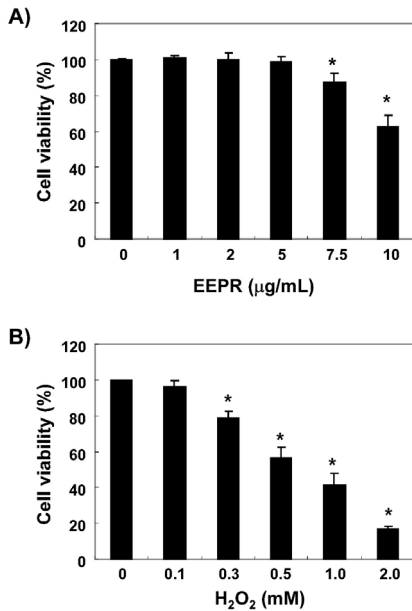 A)
Cell viability (%)
120
100
80
60
40
20
0
*
*
0 1 2 5 7.5 10
EEPR (μg/mL)
B)
Cell viability (%)
120
100
80
60
40
20
0
*
*
*
*
0 0.1 0.3 0.5 1.0 2.0
H₂O₂ (mM)